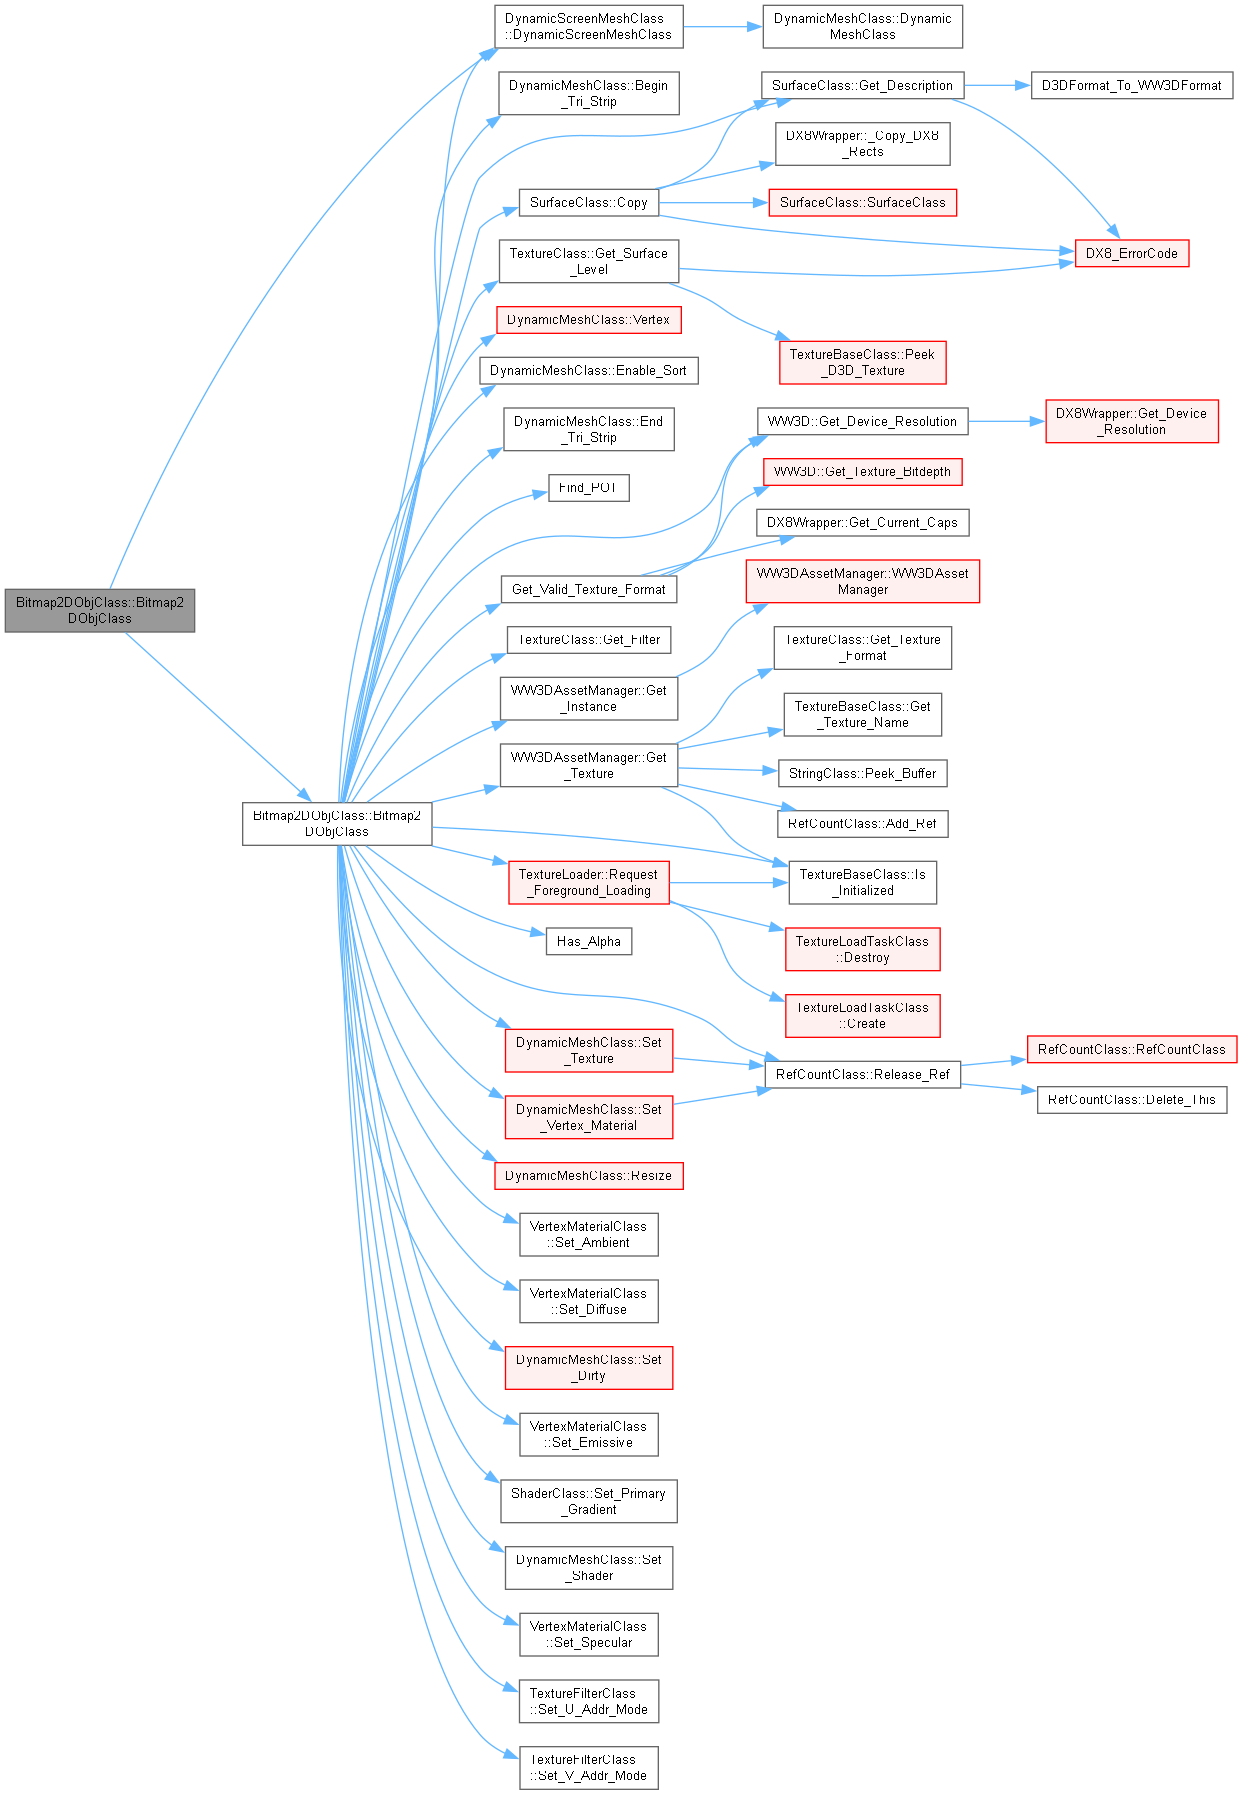 DynamicScreenMeshClass
::DynamicScreenMeshClass
DynamicMeshClass::Dynamic
MeshClass
DynamicMeshClass::Begin
_Tri_Strip
SurfaceClass::Get_Description
D3DFormat_To_WW3DFormat
DX8Wrapper::_Copy_DX8
_Rects
SurfaceClass::Copy
SurfaceClass::SurfaceClass
TextureClass::Get_Surface
_Level
DX8_ErrorCode
DynamicMeshClass::Vertex
TextureBaseClass::Peek
_D3D_Texture
DynamicMeshClass::Enable_Sort
DynamicMeshClass::End
_Tri_Strip
WW3D::Get_Device_Resolution
DX8Wrapper::Get_Device
_Resolution
WW3D::Get_Texture_Bitdepth
Find_POT
DX8Wrapper::Get_Current_Caps
Get_Valid_Texture_Format
WW3DAssetManager::WW3DAsset
Manager
Bitmap2DObjClass::Bitmap2
DObjClass
TextureClass::Get_Filter
TextureClass::Get_Texture
_Format
WW3DAssetManager::Get
_Instance
TextureBaseClass::Get
_Texture_Name
WW3DAssetManager::Get
_Texture
StringClass::Peek_Buffer
Bitmap2DObjClass::Bitmap2
DObjClass
RefCountClass::Add_Ref
TextureLoader::Request
_Foreground_Loading
TextureBaseClass::Is
_Initialized
Has_Alpha
TextureLoadTaskClass
::Destroy
TextureLoadTaskClass
::Create
DynamicMeshClass::Set
_Texture
RefCountClass::RefCountClass
RefCountClass::Release_Ref
RefCountClass::Delete_This
DynamicMeshClass::Set
_Vertex_Material
DynamicMeshClass::Resize
VertexMaterialClass
::Set_Ambient
VertexMaterialClass
::Set_Diffuse
DynamicMeshClass::Set
_Dirty
VertexMaterialClass
::Set_Emissive
ShaderClass::Set_Primary
_Gradient
DynamicMeshClass::Set
_Shader
VertexMaterialClass
::Set_Specular
TextureFilterClass
::Set_U_Addr_Mode
TextureFilterClass
::Set_V_Addr_Mode